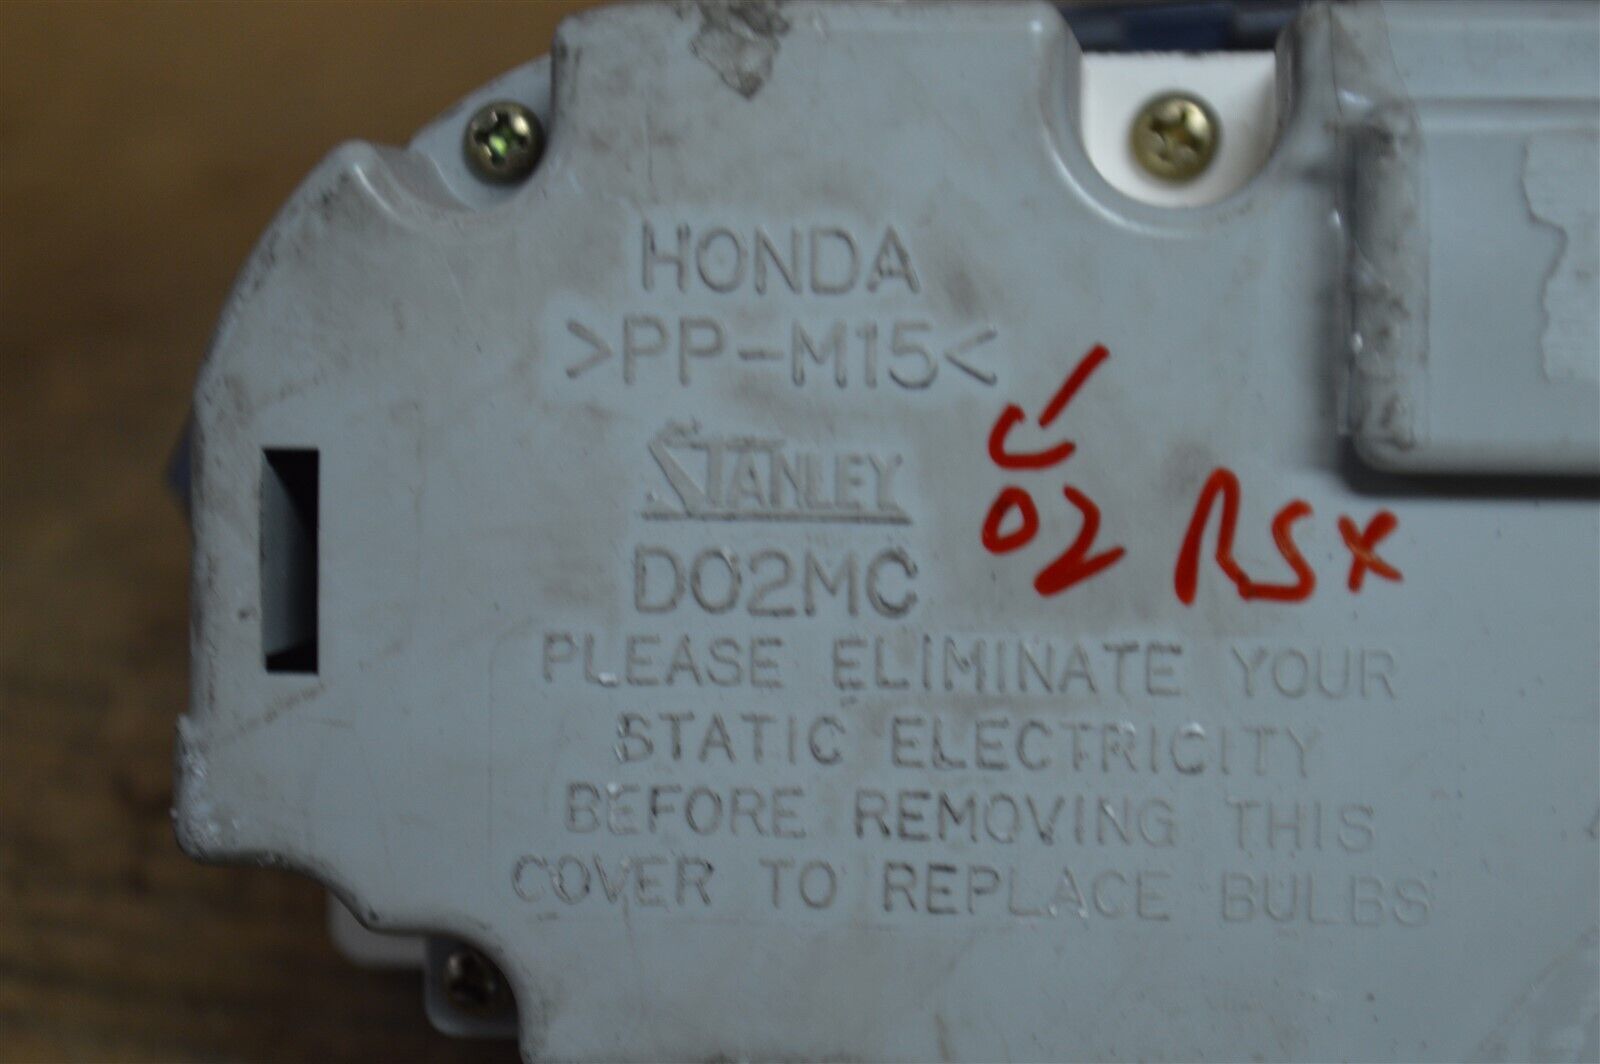 HONDA
>PP-M15<
STANLEY
D02MC
02 RSX
PLEASE ELIMINATE YOUR
STATIC ELECTRICITY
BEFORE REMOVING THIS
COVER TO REPLACE BULBS